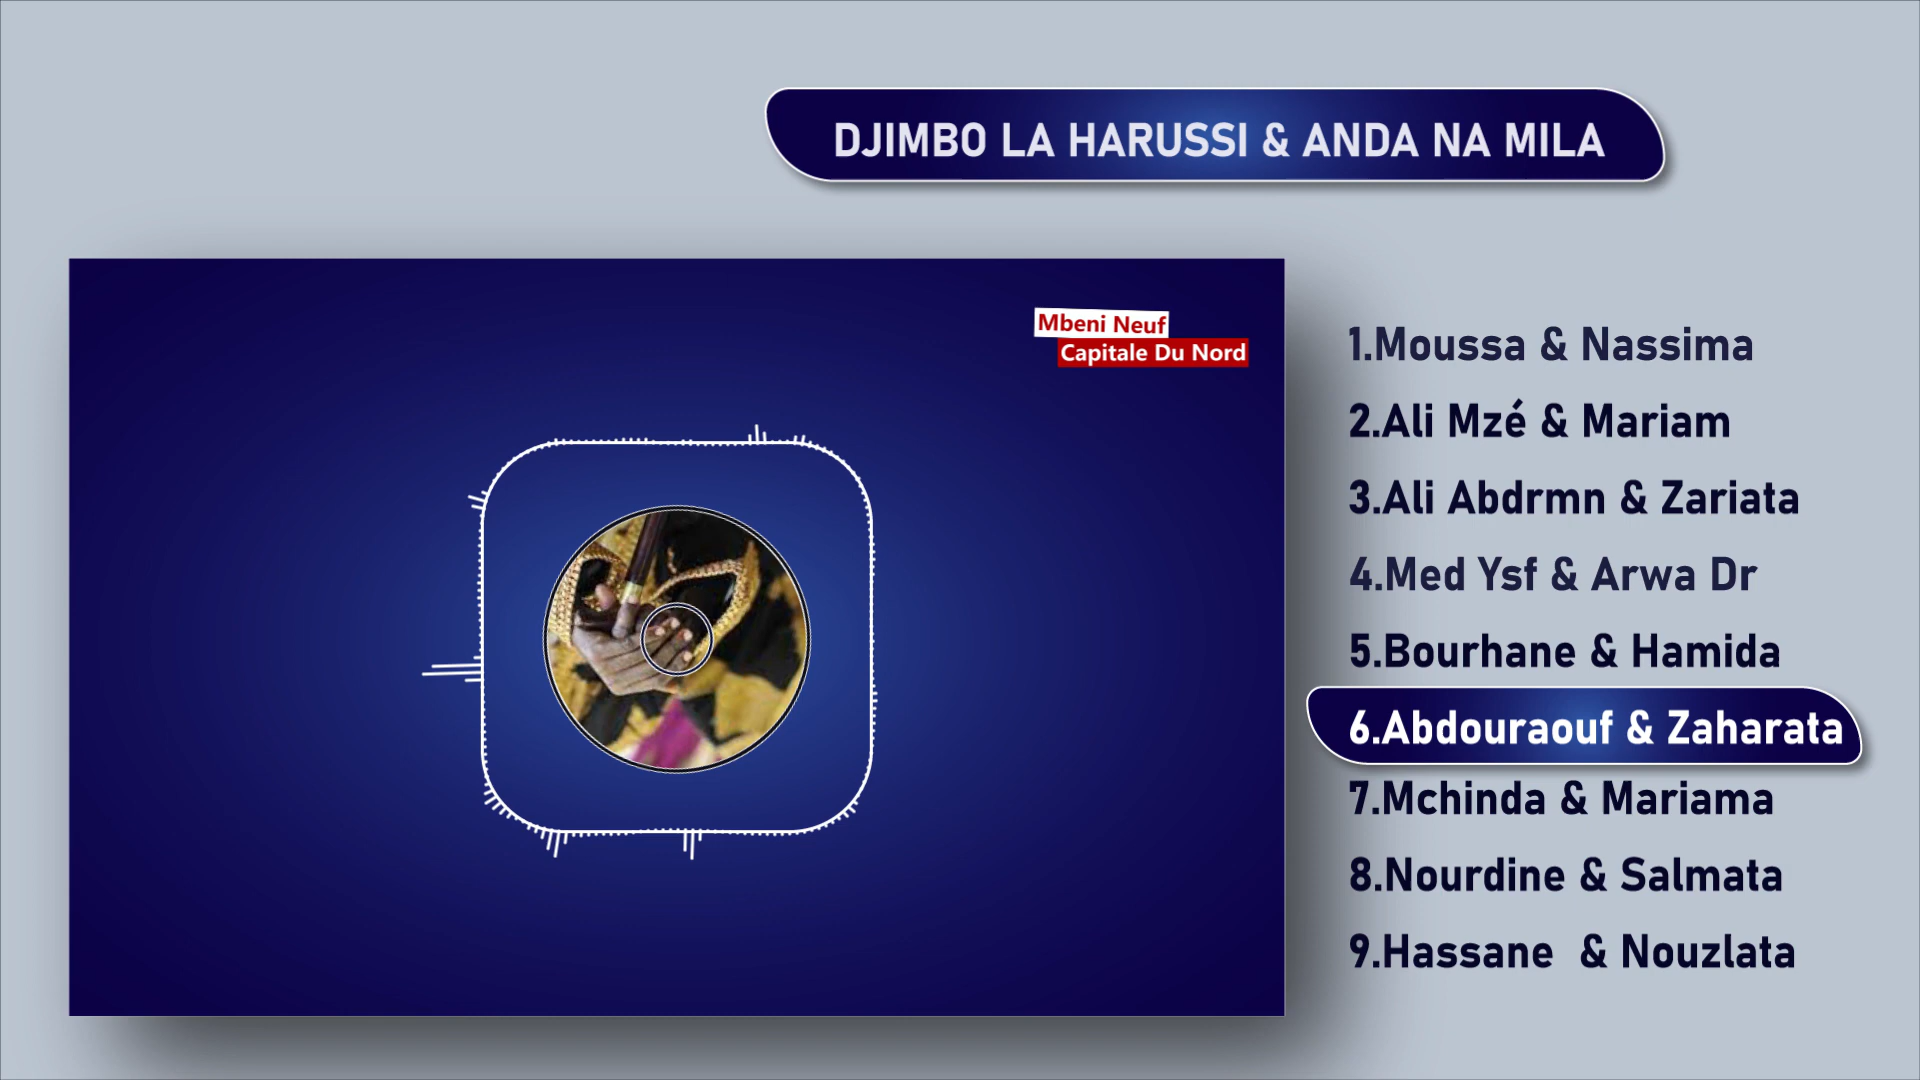 DJIMBO LA HARUSSI & ANDA NA MILA
Mbeni Neuf
Capitale Du Nord
1.Moussa & Nassima
2.Ali Mzé & Mariam
3.Ali Abdrmn & Zariata
4.Med Ysf & Arwa Dr
5.Bourhane & Hamida
6.Abdouraouf & Zaharata
7.Mchinda & Mariama
8.Nourdine & Salmata
9.Hassane & Nouzlata